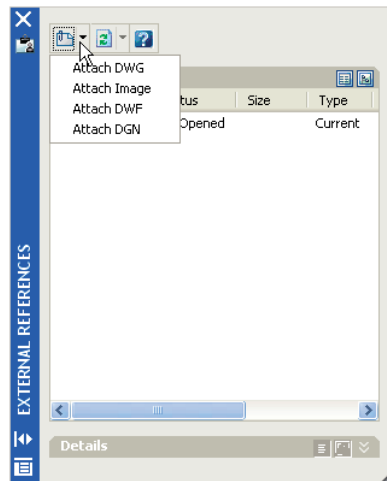 Attach DWG
Attach Image
Attach DWF
Attach DGN
tus Size Type
Opened Current
EXTERNAL REFERENCES
Details